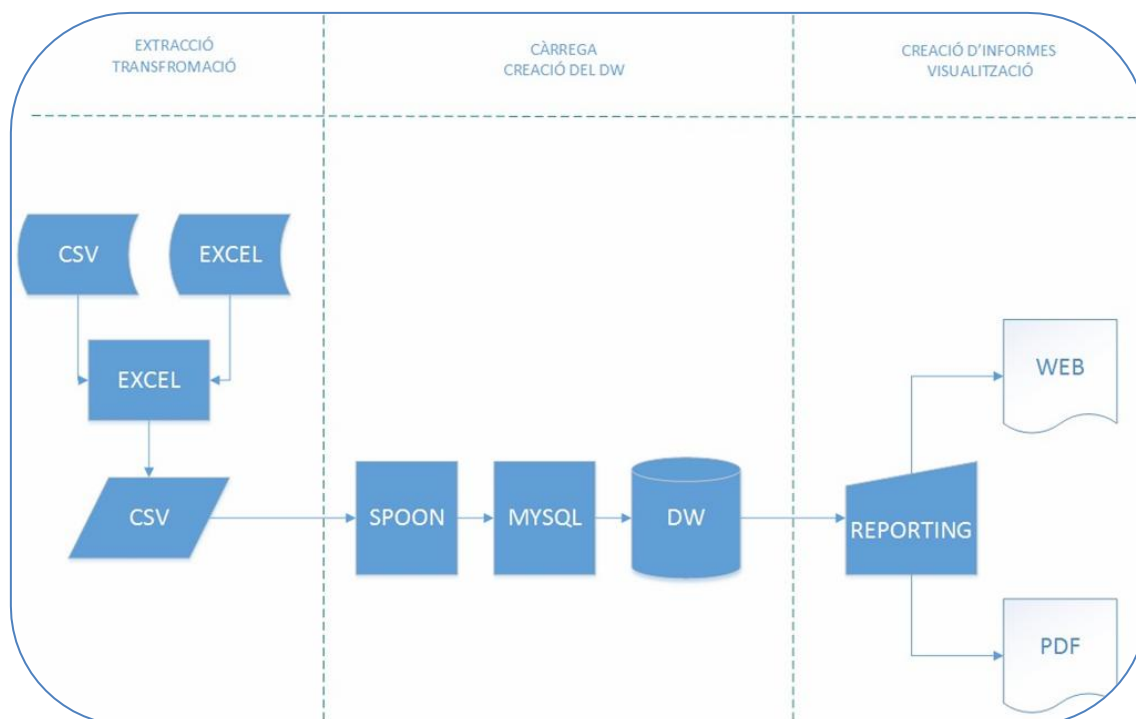 EXTRACCIÓ
TRANSFROMACIÓ
CÀRREGA
CREACIÓ DEL DW
CREACIÓ D'INFORMES
VISUALITZACIÓ
CSV
EXCEL
EXCEL
CSV
SPOON
MYSQL
DW
REPORTING
WEB
PDF